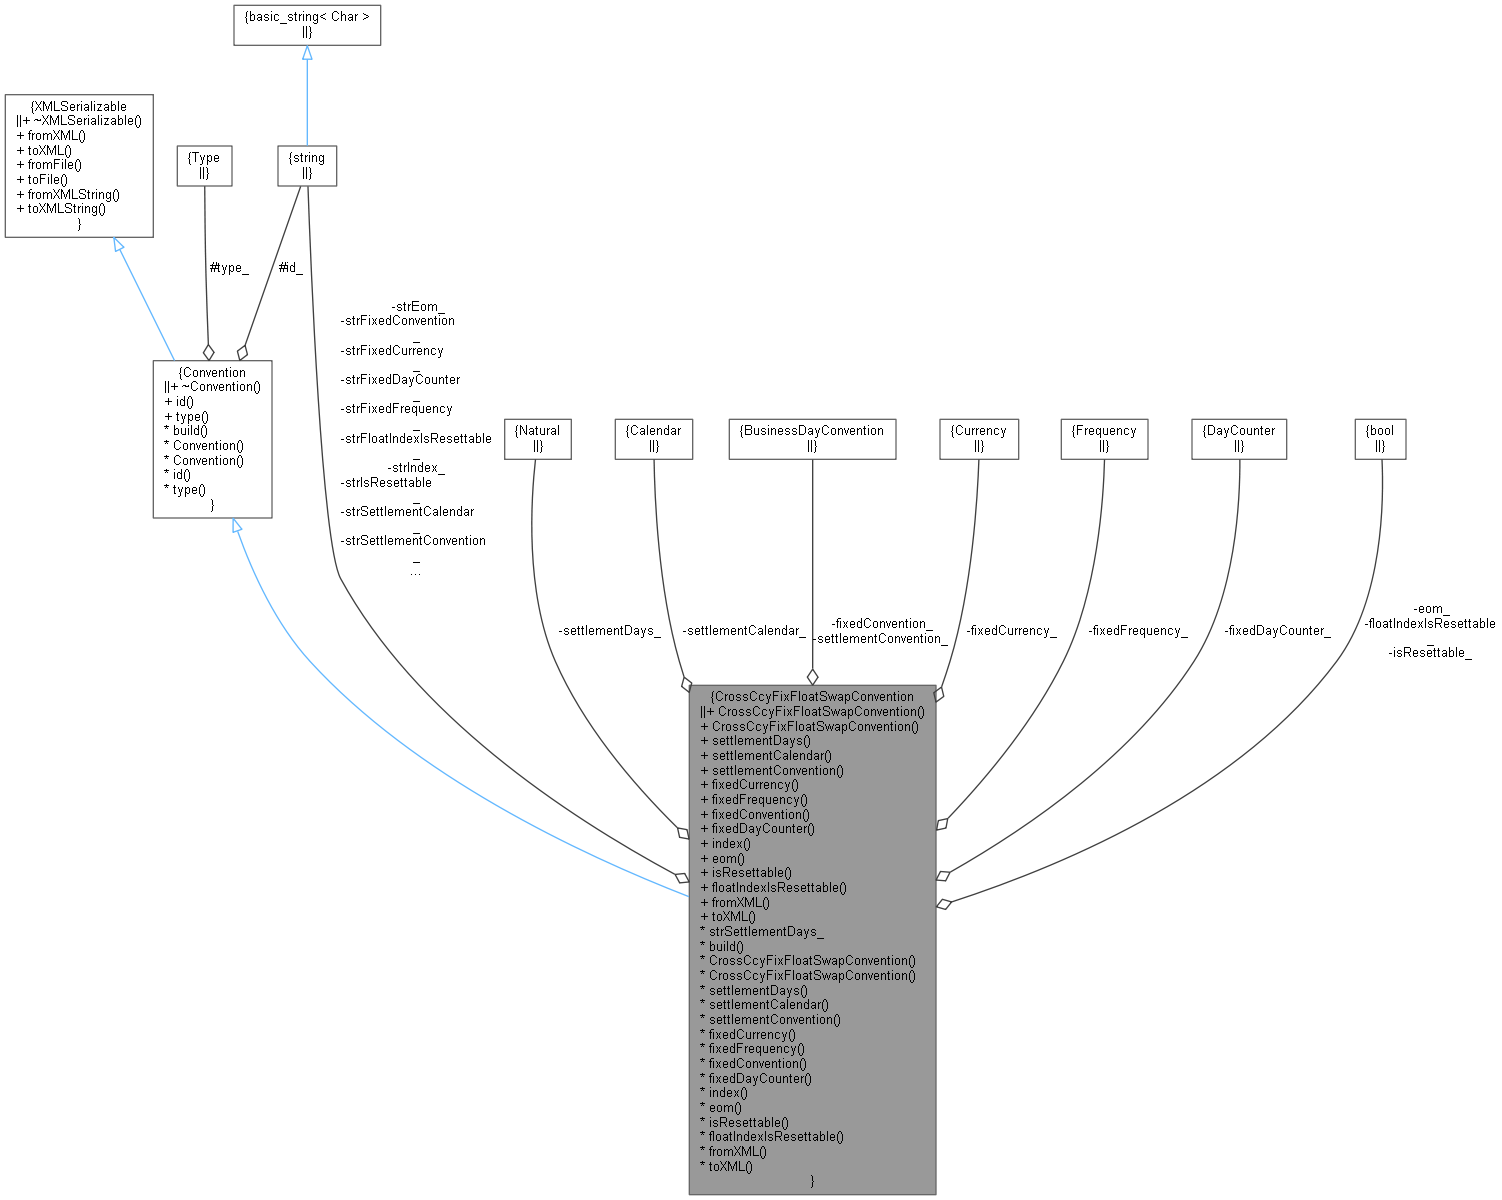 {basic_string< Char >
||}
{XMLSerializable
||+ ~XMLSerializable()
+ fromXML()
+ toXML()
+ fromFile()
+ toFile()
+ fromXMLString()
+ toXMLString()
}
{Type
||}
{string
||}
#type_
#id_
-strEom_
-strFixedConvention
_
-strFixedCurrency
_
-strFixedDayCounter
_
-strFixedFrequency
_
-strFloatIndexIsResettable
_
-strIndex_
-strIsResettable
_
-strSettlementCalendar
_
-strSettlementConvention
_
...
{Convention
||+ ~Convention()
+ id()
+ type()
* build()
* Convention()
* Convention()
* id()
* type()
}
{Natural
||}
{Calendar
||}
{BusinessDayConvention
||}
{Currency
||}
{Frequency
||}
{DayCounter
||}
{bool
||}
-settlementDays_
-settlementCalendar_
-fixedConvention_
-settlementConvention_
-fixedCurrency_
-fixedFrequency_
-fixedDayCounter_
-eom_
-floatIndexIsResettable
_
-isResettable_
{CrossCcyFixFloatSwapConvention
||+ CrossCcyFixFloatSwapConvention()
+ CrossCcyFixFloatSwapConvention()
+ settlementDays()
+ settlementCalendar()
+ settlementConvention()
+ fixedCurrency()
+ fixedFrequency()
+ fixedConvention()
+ fixedDayCounter()
+ index()
+ eom()
+ isResettable()
+ floatIndexIsResettable()
+ fromXML()
+ toXML()
* strSettlementDays_
* build()
* CrossCcyFixFloatSwapConvention()
* CrossCcyFixFloatSwapConvention()
* settlementDays()
* settlementCalendar()
* settlementConvention()
* fixedCurrency()
* fixedFrequency()
* fixedConvention()
* fixedDayCounter()
* index()
* eom()
* isResettable()
* floatIndexIsResettable()
* fromXML()
* toXML()
}